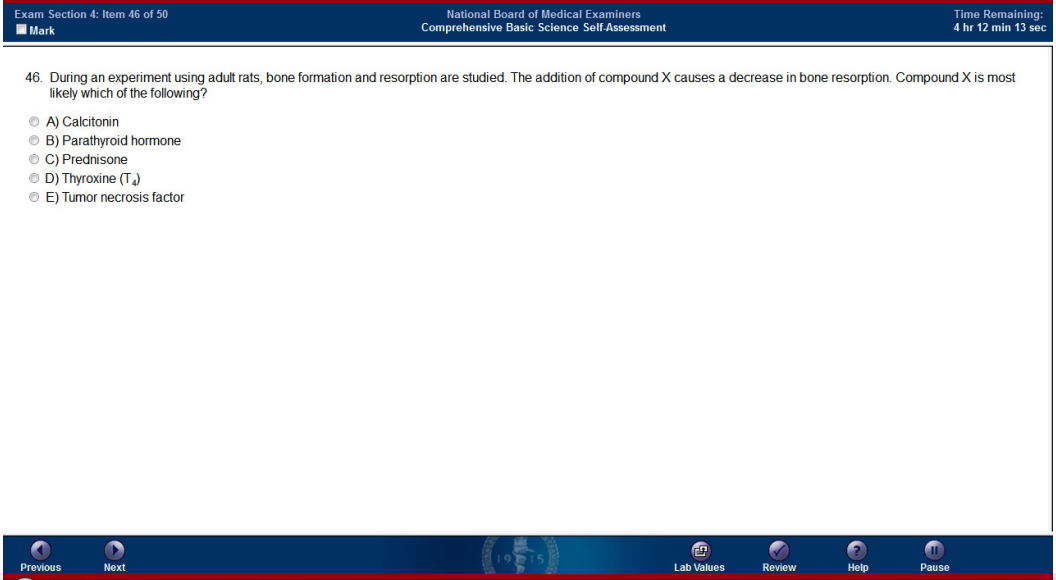 Exam Section 4: Item 46 of 50
National Board of Medical Examiners
Time Remaining:
Mark
Comprehensive Basic Science Self-Assessment
4 hr 12 min 13 sec
46. During an experiment using adult rats, bone formation and resorption are studied. The addition of compound X causes a decrease in bone resorption. Compound X is most
likely which of the following?
A) Calcitonin
B) Parathyroid hormone
C) Prednisone
D) Thyroxine (T4)
E) Tumor necrosis factor
19 15
Previous
Next
Lab Values
Review
Help
Pause